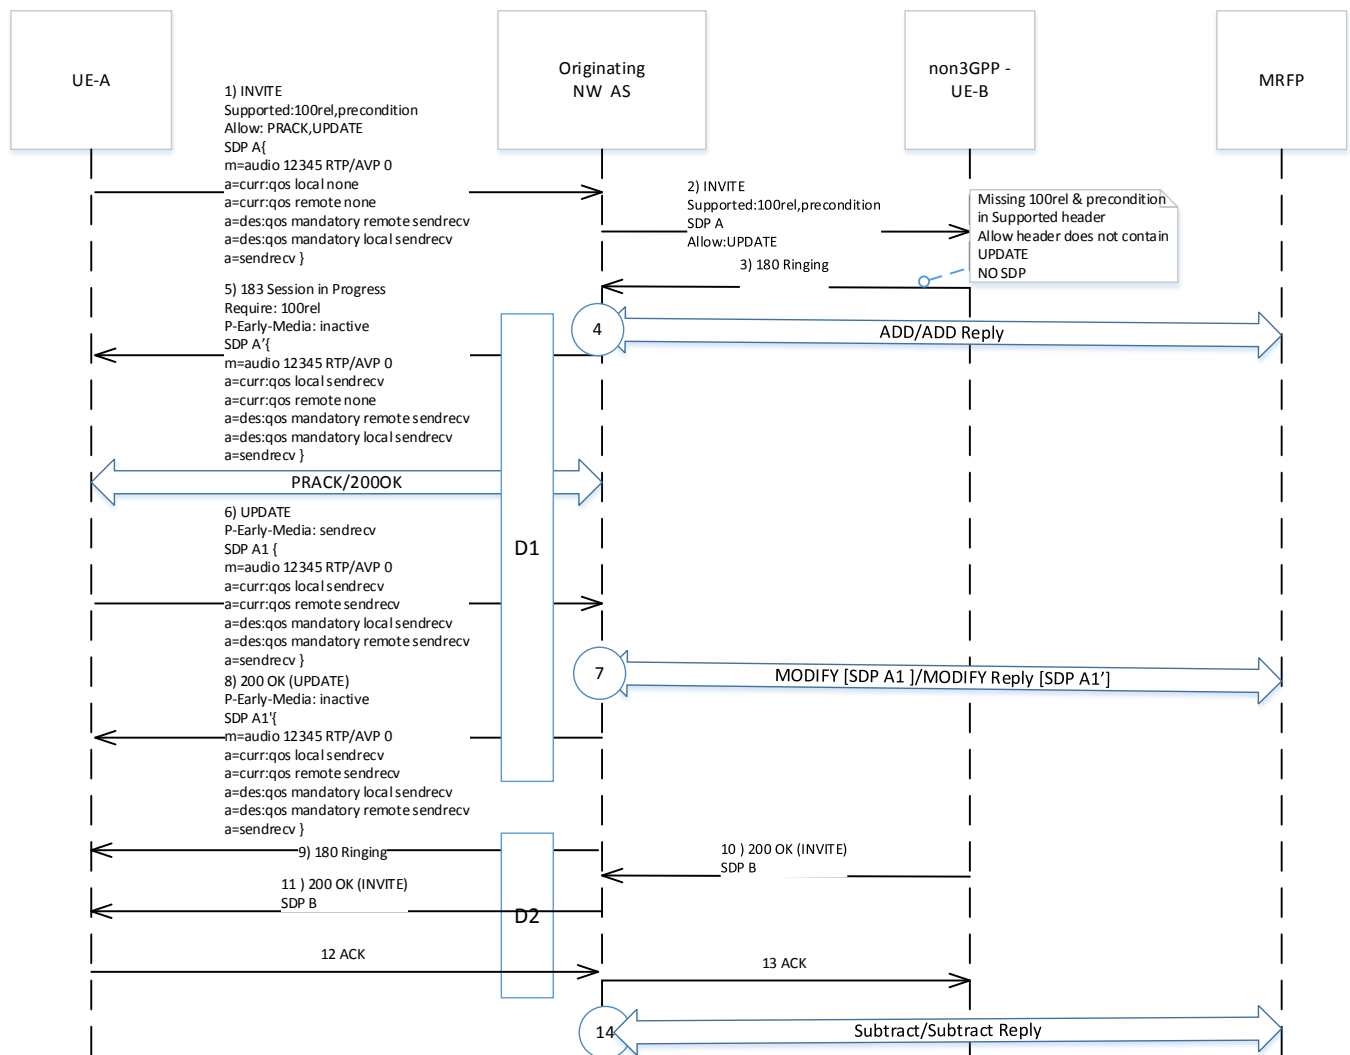 UE-A
Originating
NW AS
non3GPP -
UE-B
MRFP
1) INVITE
Supported:100rel,precondition
Allow: PRACK,UPDATE
SDP A{
m=audio 12345 RTP/AVP 0
a=curr:qos local none
a=curr:qos remote none
a=des:qos mandatory remote sendrecv
a=des:qos mandatory local sendrecv
a=sendrecv }
2) INVITE
Supported:100rel,precondition
SDP A
Allow:UPDATE
Missing 100rel & precondition
in Supported header
Allow header does not contain
UPDATE
NO SDP
3) 180 Ringing
4
ADD/ADD Reply
5) 183 Session in Progress
Require: 100rel
P-Early-Media: inactive
SDP A’{
m=audio 12345 RTP/AVP 0
a=curr:qos local sendrecv
a=curr:qos remote none
a=des:qos mandatory remote sendrecv
a=des:qos mandatory local sendrecv
a=sendrecv }
PRACK/200OK
D1
6) UPDATE
P-Early-Media: sendrecv
SDP A1 {
m=audio 12345 RTP/AVP 0
a=curr:qos local sendrecv
a=curr:qos remote sendrecv
a=des:qos mandatory local sendrecv
a=des:qos mandatory remote sendrecv
a=sendrecv }
7
MODIFY [SDP A1 ]/MODIFY Reply [SDP A1’]
8) 200 OK (UPDATE)
P-Early-Media: inactive
SDP A1'{
m=audio 12345 RTP/AVP 0
a=curr:qos local sendrecv
a=curr:qos remote sendrecv
a=des:qos mandatory local sendrecv
a=des:qos mandatory remote sendrecv
a=sendrecv }
9) 180 Ringing
10 ) 200 OK (INVITE)
SDP B
11 ) 200 OK (INVITE)
SDP B
D2
12 ACK
13 ACK
14
Subtract/Subtract Reply